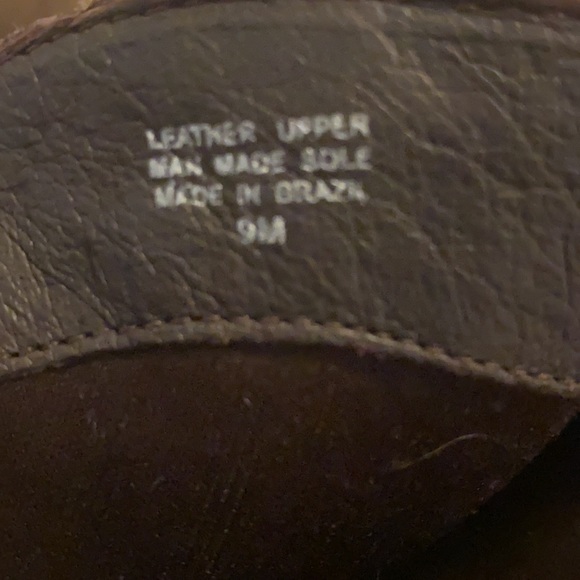 LEATHER UPPER
MAN MADE SOLE
MADE IN BRAZIL
9M